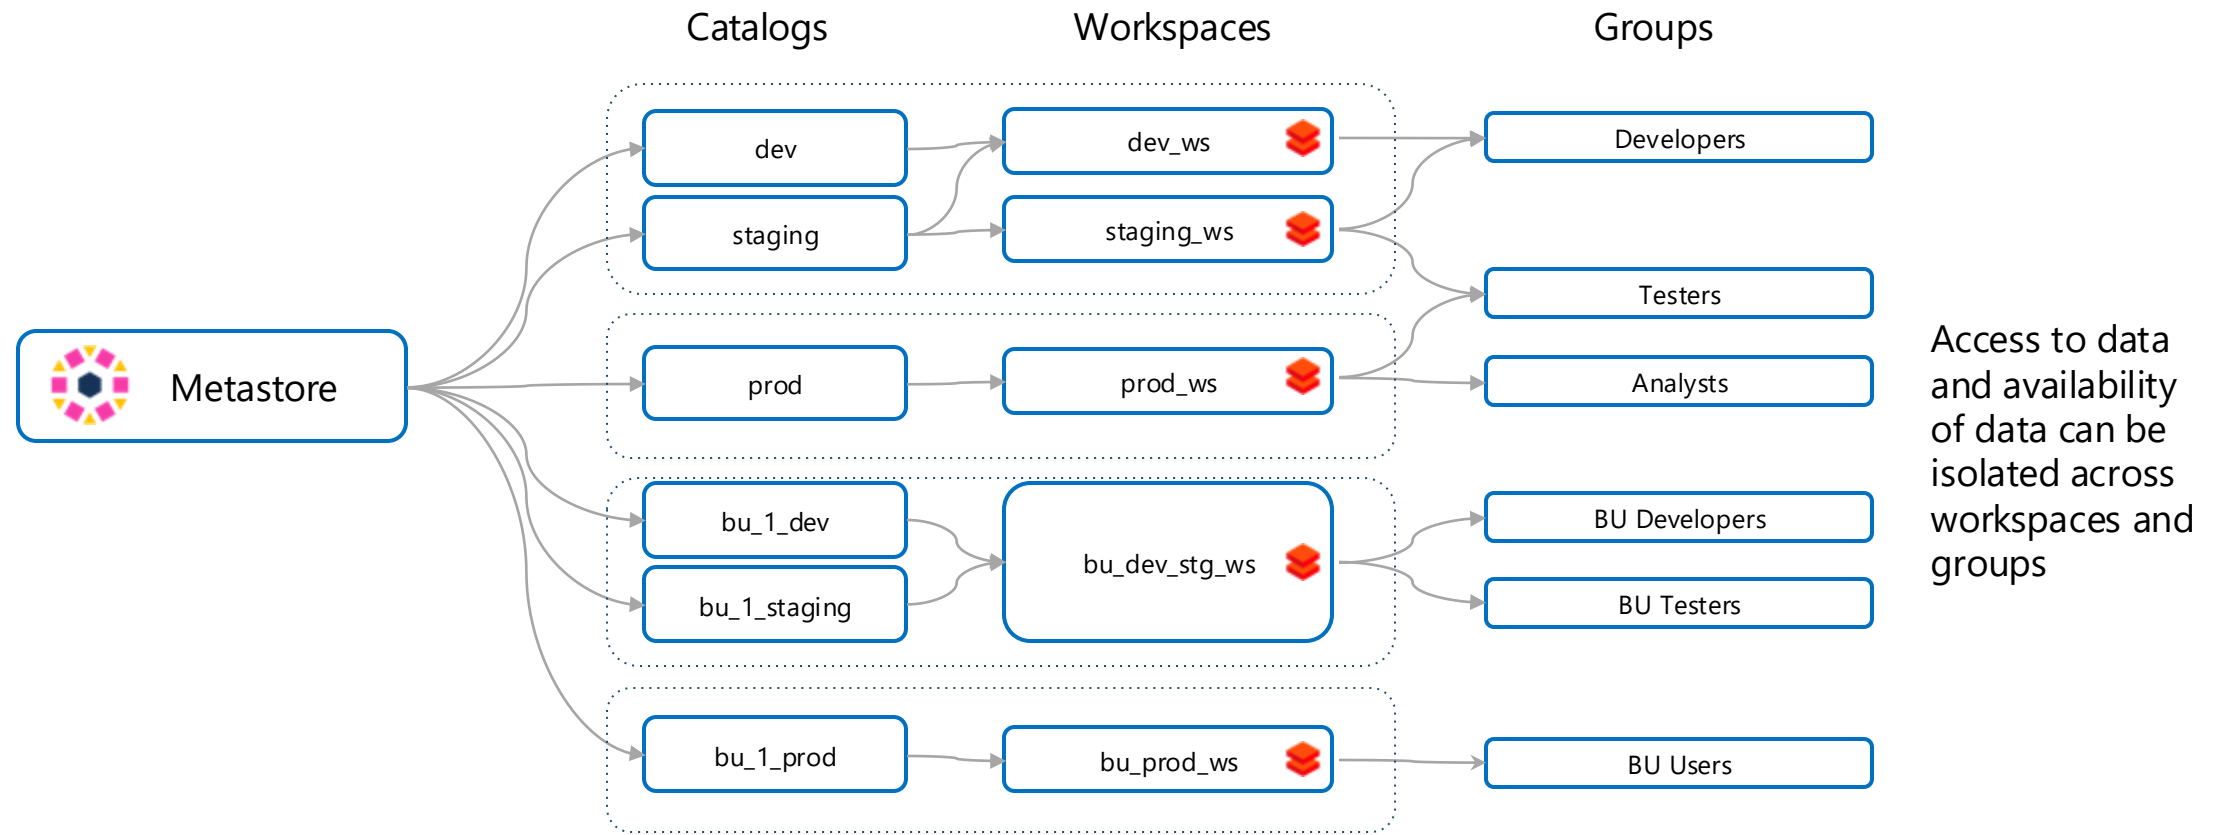 Catalogs
Workspaces
Groups
dev
dev_ws
Developers
staging
staging_ws
Testers
Metastore
prod
prod_ws
Analysts
bu_1_dev
bu_1_staging
bu_dev_stg_ws
BU Developers
BU Testers
bu_1_prod
bu_prod_ws
BU Users
Access to data
and availability
of data can be
isolated across
workspaces and
groups